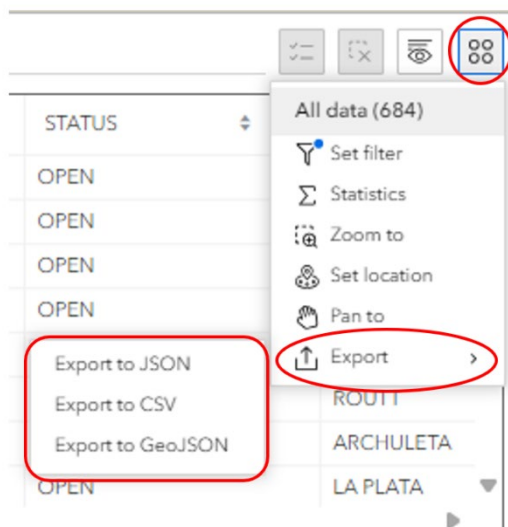 STATUS
OPEN
OPEN
OPEN
OPEN
All data (684)
Set filter
Statistics
Zoom to
Set location
Pan to
Export
Export to JSON
Export to CSV
Export to GeoJSON
ROUTT
ARCHULETA
OPEN
LA PLATA